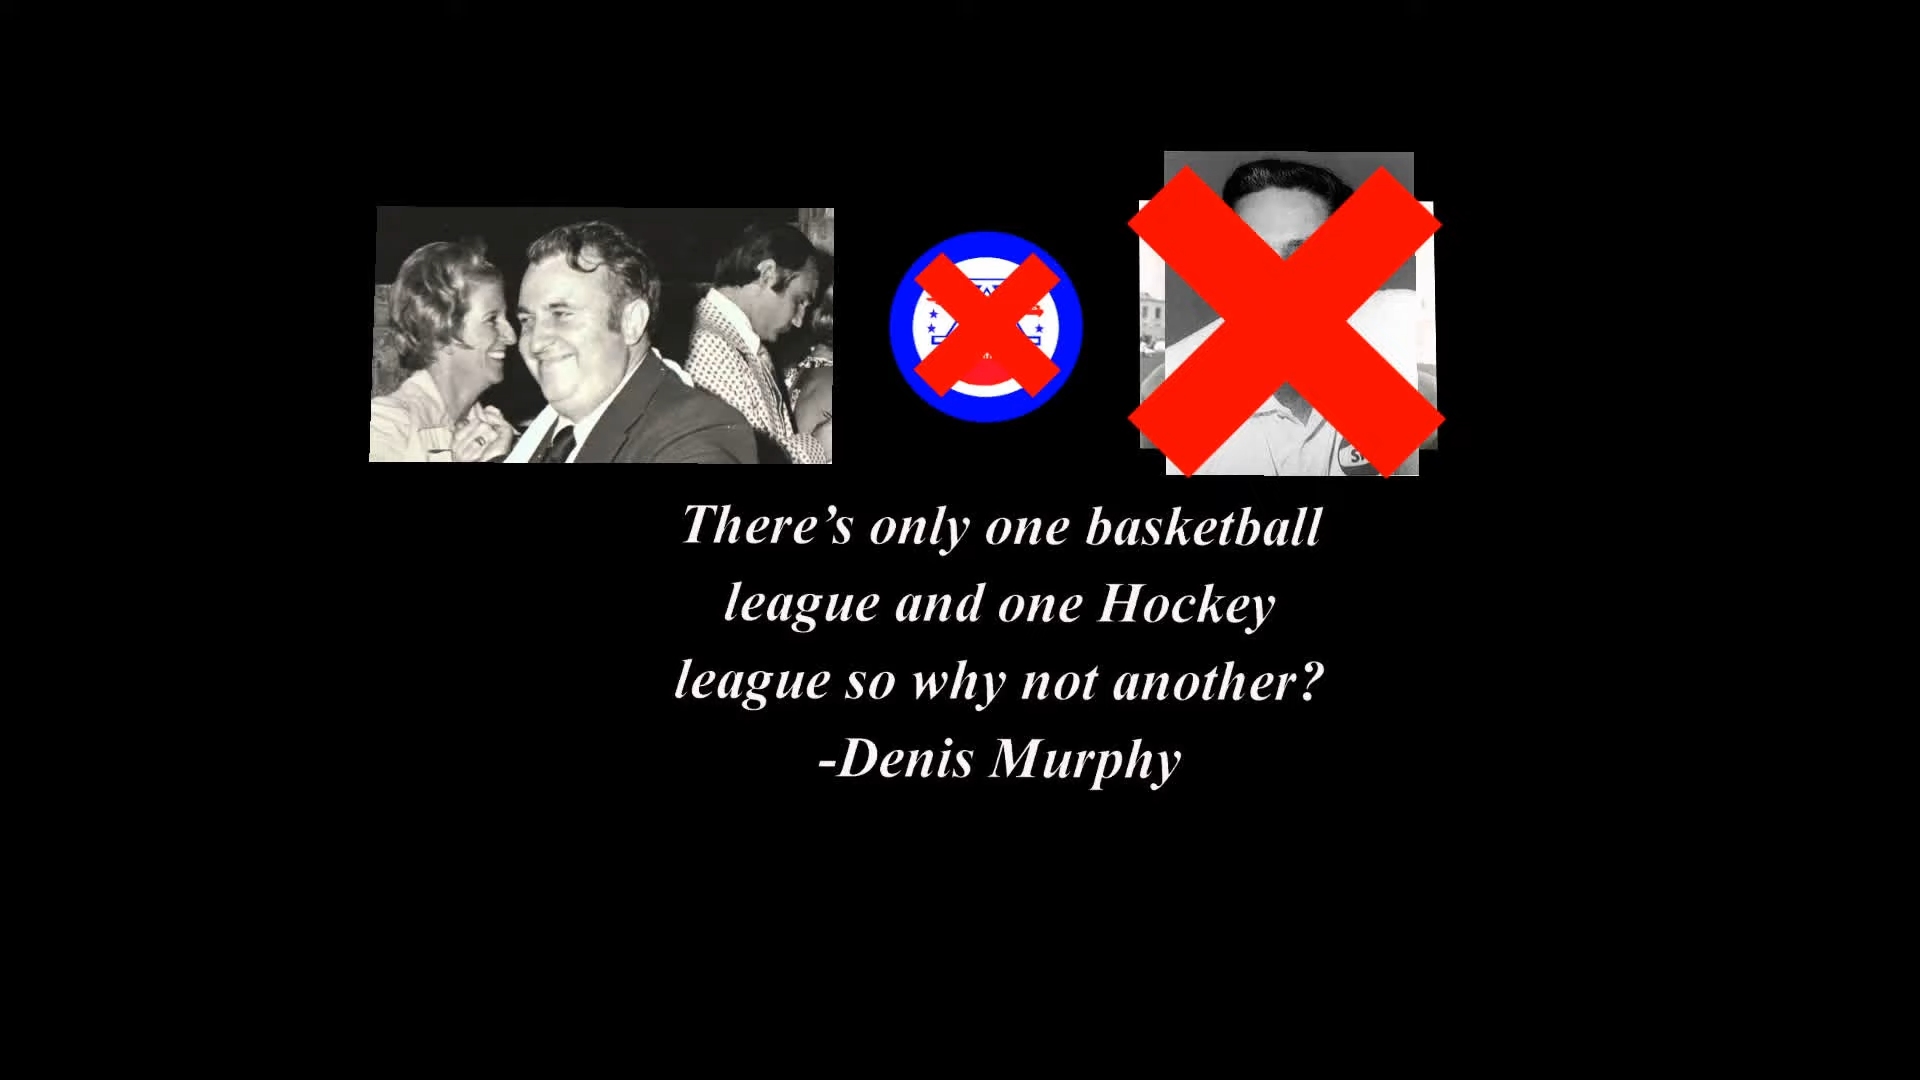 There’s only one basketball
league and one Hockey
league so why not another?
-Denis Murphy